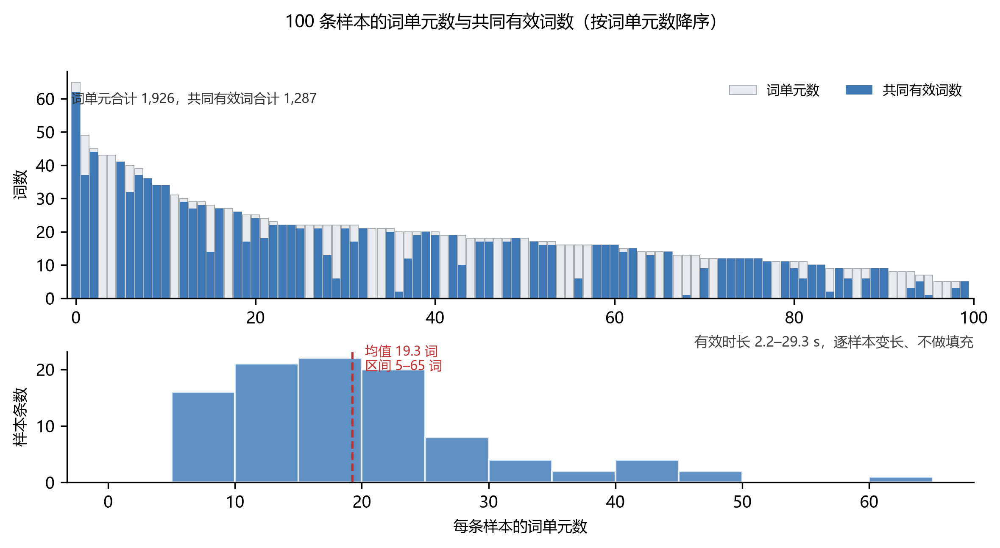 100 条样本的词单元数与共同有效词数（按词单元数降序）
词单元数 共同有效词数
词单元合计 1,926，共同有效词合计 1,287
词数
60
50
40
30
20
10
0
0 20 40 60 80 100
有效时长 2.2–29.3 s，逐样本变长、不做填充
均值 19.3 词
区间 5–65 词
样本条数
20
10
0
0 10 20 30 40 50 60
每条样本的词单元数